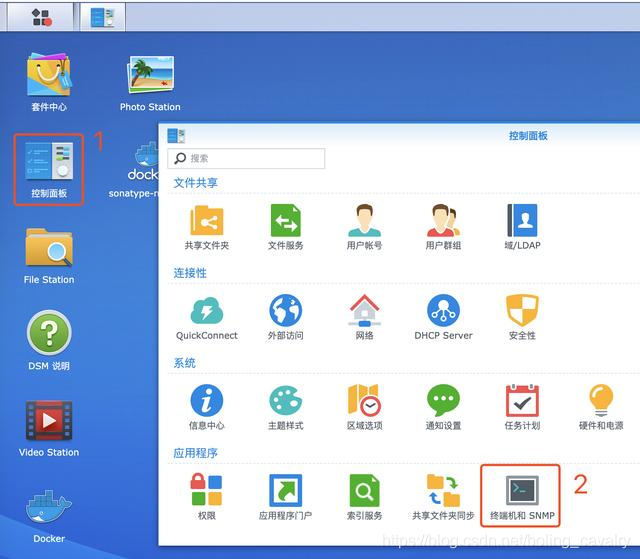 套件中心
Photo Station
1
控制面板
控制面板
dock
sonatype-n
搜索
文件共享
共享文件夹
文件服务
用户帐号
用户群组
域/LDAP
File Station
连接性
QuickConnect
外部访问
网络
DHCP Server
安全性
DSM 说明
系统
信息中心
主题样式
区域选项
通知设置
任务计划
硬件和电源
Video Station
应用程序
权限
应用程序门户
索引服务
共享文件夹同步
终端机和 SNMP
2
Docker
https://blog.csdn.net/boling_cavalry